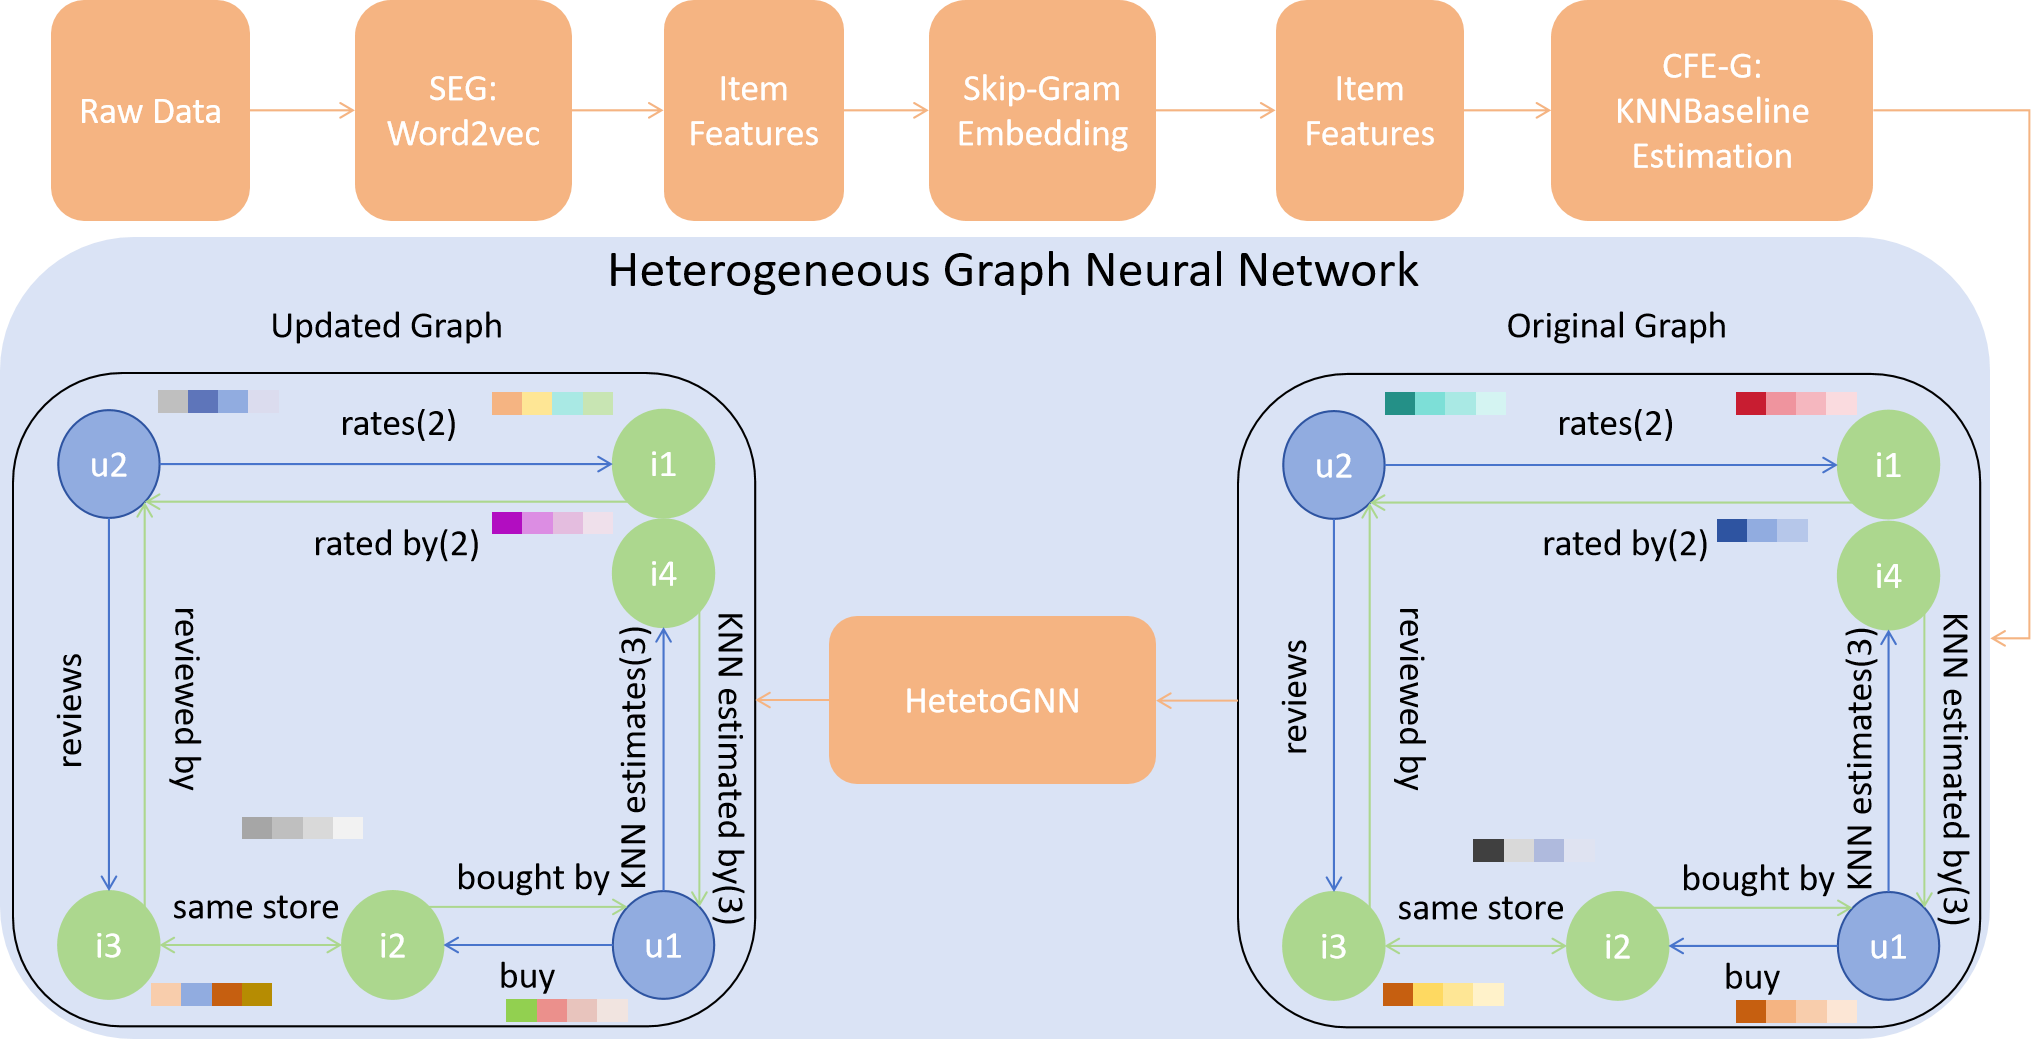 Raw Data
SEG:
Word2vec
Item
Features
Skip-Gram
Embedding
Item
Features
CFE-G:
KNNBaseline
Estimation
Heterogeneous Graph Neural Network
Updated Graph
u2
rates(2)
i1
rated by(2)
i4
reviews
reviewed by
KNN estimates(3)
KNN estimated by(3)
bought by
i3
same store
i2
u1
buy
HetetoGNN
Original Graph
u2
rates(2)
i1
rated by(2)
i4
reviews
reviewed by
KNN estimates(3)
KNN estimated by(3)
bought by
i3
same store
i2
u1
buy